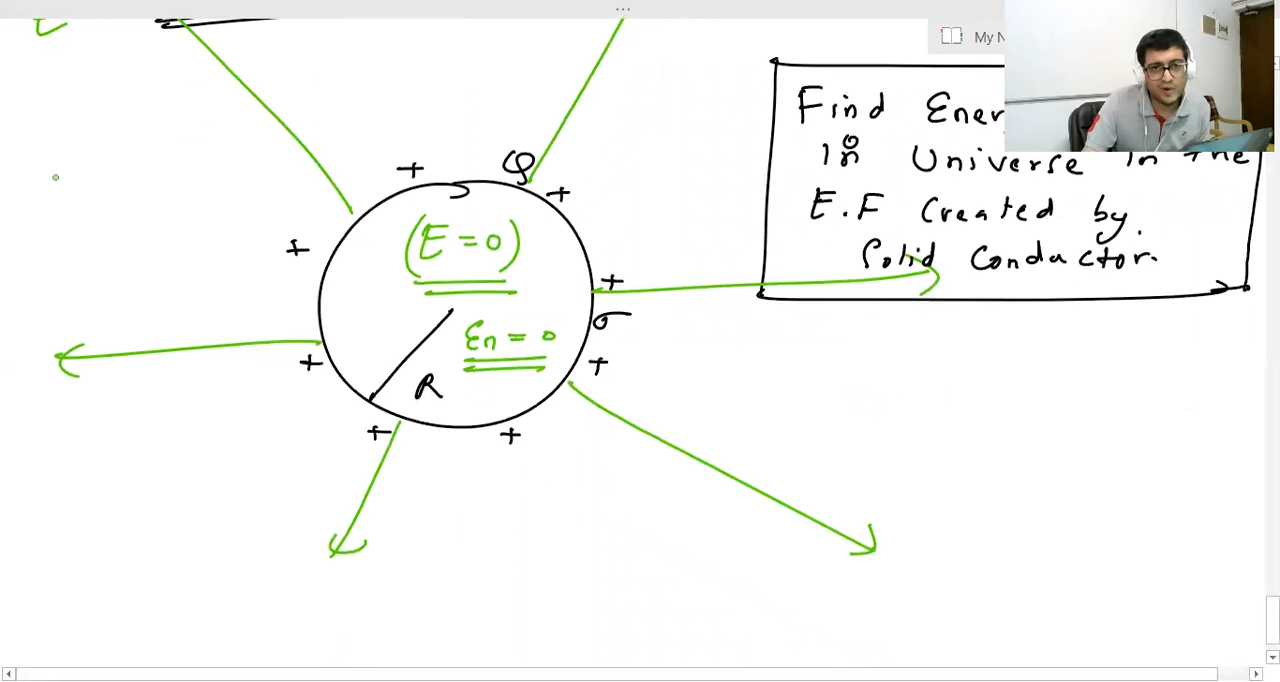 My N
Find Ener
in
Universe in the
E.F Created by.
Solid Conductor.
Q
+ +
(E = 0)
+
+
σ
En = 0
+
+
R
+
+